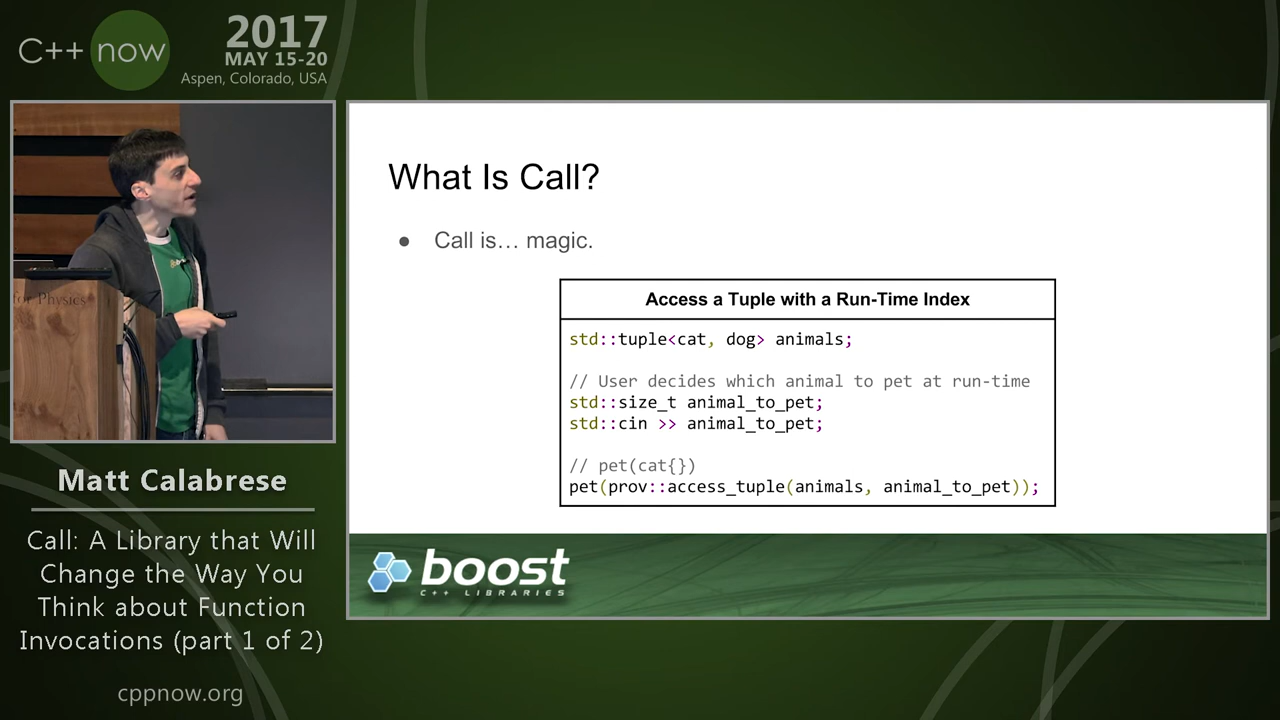 C++ now
2017
MAY 15-20
Aspen, Colorado, USA
for Physics
Matt Calabrese
Call: A Library that Will
Change the Way You
Think about Function
Invocations (part 1 of 2)
cppnow.org
What Is Call?
● Call is… magic.
Access a Tuple with a Run-Time Index
std::tuple<cat, dog> animals;
// User decides which animal to pet at run-time
std::size_t animal_to_pet;
std::cin >> animal_to_pet;
// pet(cat{})
pet(prov::access_tuple(animals, animal_to_pet));
boost
C++ LIBRARIES